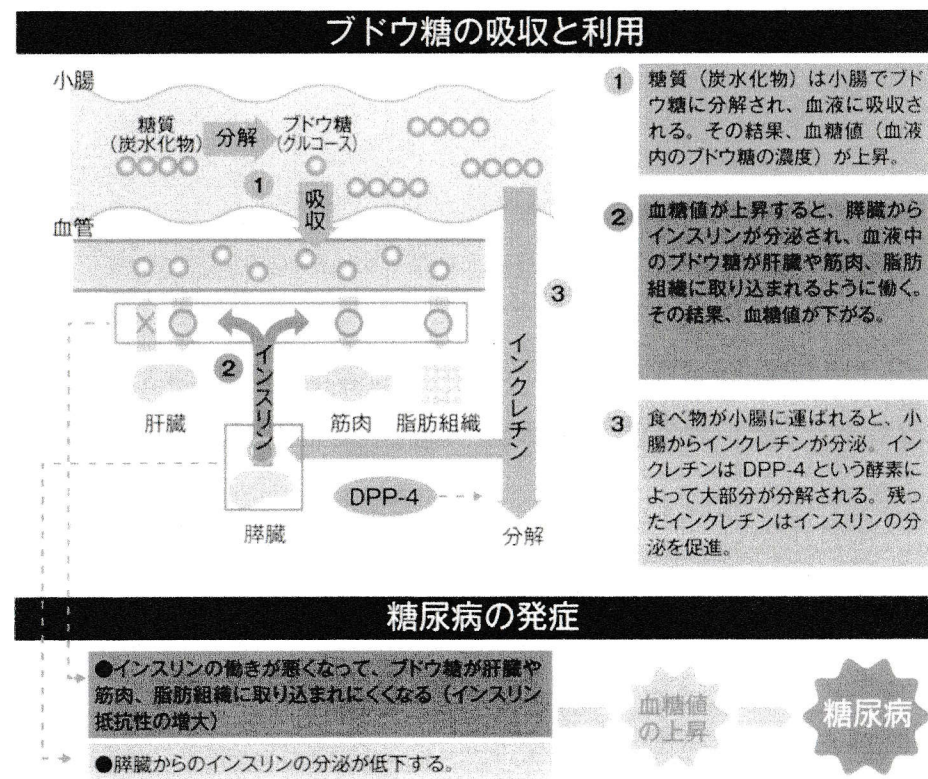 ブドウ糖の吸収と利用
小腸
糖質
(炭水化物)
分解
ブドウ糖
(グルコース)
1
吸収
血管
3
2
インスリン
インクレチン
肝臓
筋肉
脂肪組織
DPP-4
膵臓
分解
1
糖質（炭水化物）は小腸でブド
ウ糖に分解され、血液に吸収さ
れる。その結果、血糖値（血液
内のブドウ糖の濃度）が上昇。
2
血糖値が上昇すると、膵臓から
インスリンが分泌され、血液中
のブドウ糖が肝臓や筋肉、脂肪
組織に取り込まれるように働く。
その結果、血糖値が下がる。
3
食べ物が小腸に運ばれると、小
腸からインクレチンが分泌。イン
クレチンは DPP-4 という酵素に
よって大部分が分解される。残っ
たインクレチンはインスリンの分
泌を促進。
糖尿病の発症
●インスリンの働きが悪くなって、ブドウ糖が肝臓や
筋肉、脂肪組織に取り込まれにくくなる（インスリン
抵抗性の増大）
●膵臓からのインスリンの分泌が低下する。
血糖値
の上昇
糖尿病